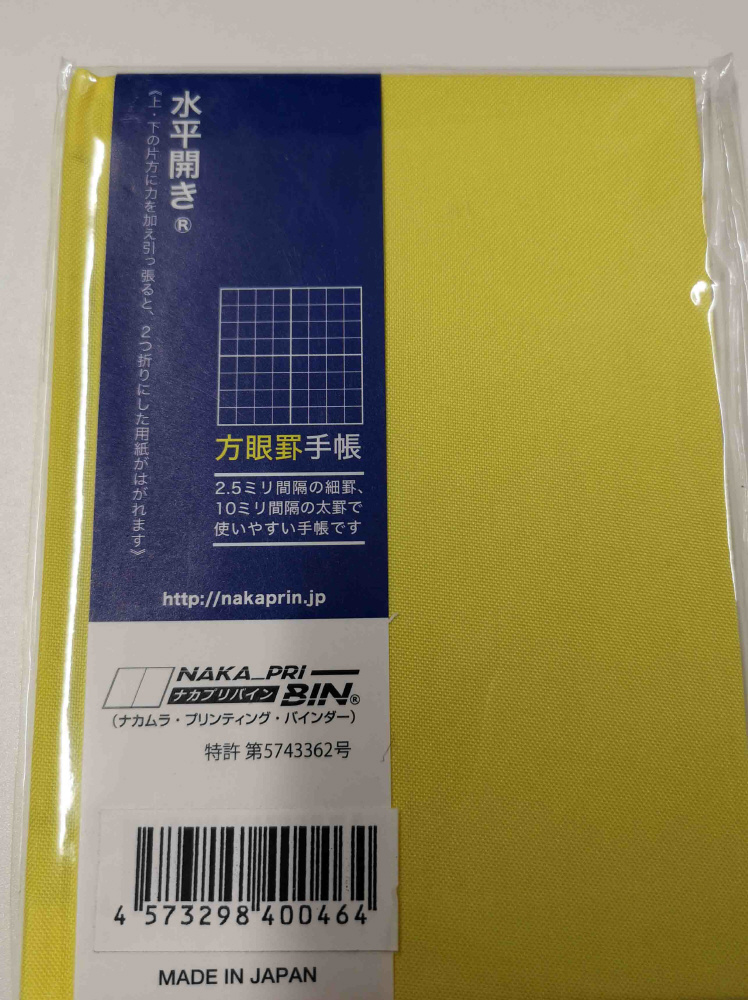 水平開き®
《上・下の片方に力を加え引っ張ると、2つ折りにした用紙がはがれます》
方眼罫手帳
2.5ミリ間隔の細罫、
10ミリ間隔の太罫で
使いやすい手帳です
http://nakaprin.jp
NAKA_PRI
ナカプリバイン BIN®
（ナカムラ・プリンティング・バインダー）
特許 第5743362号
4 573298 400464
MADE IN JAPAN